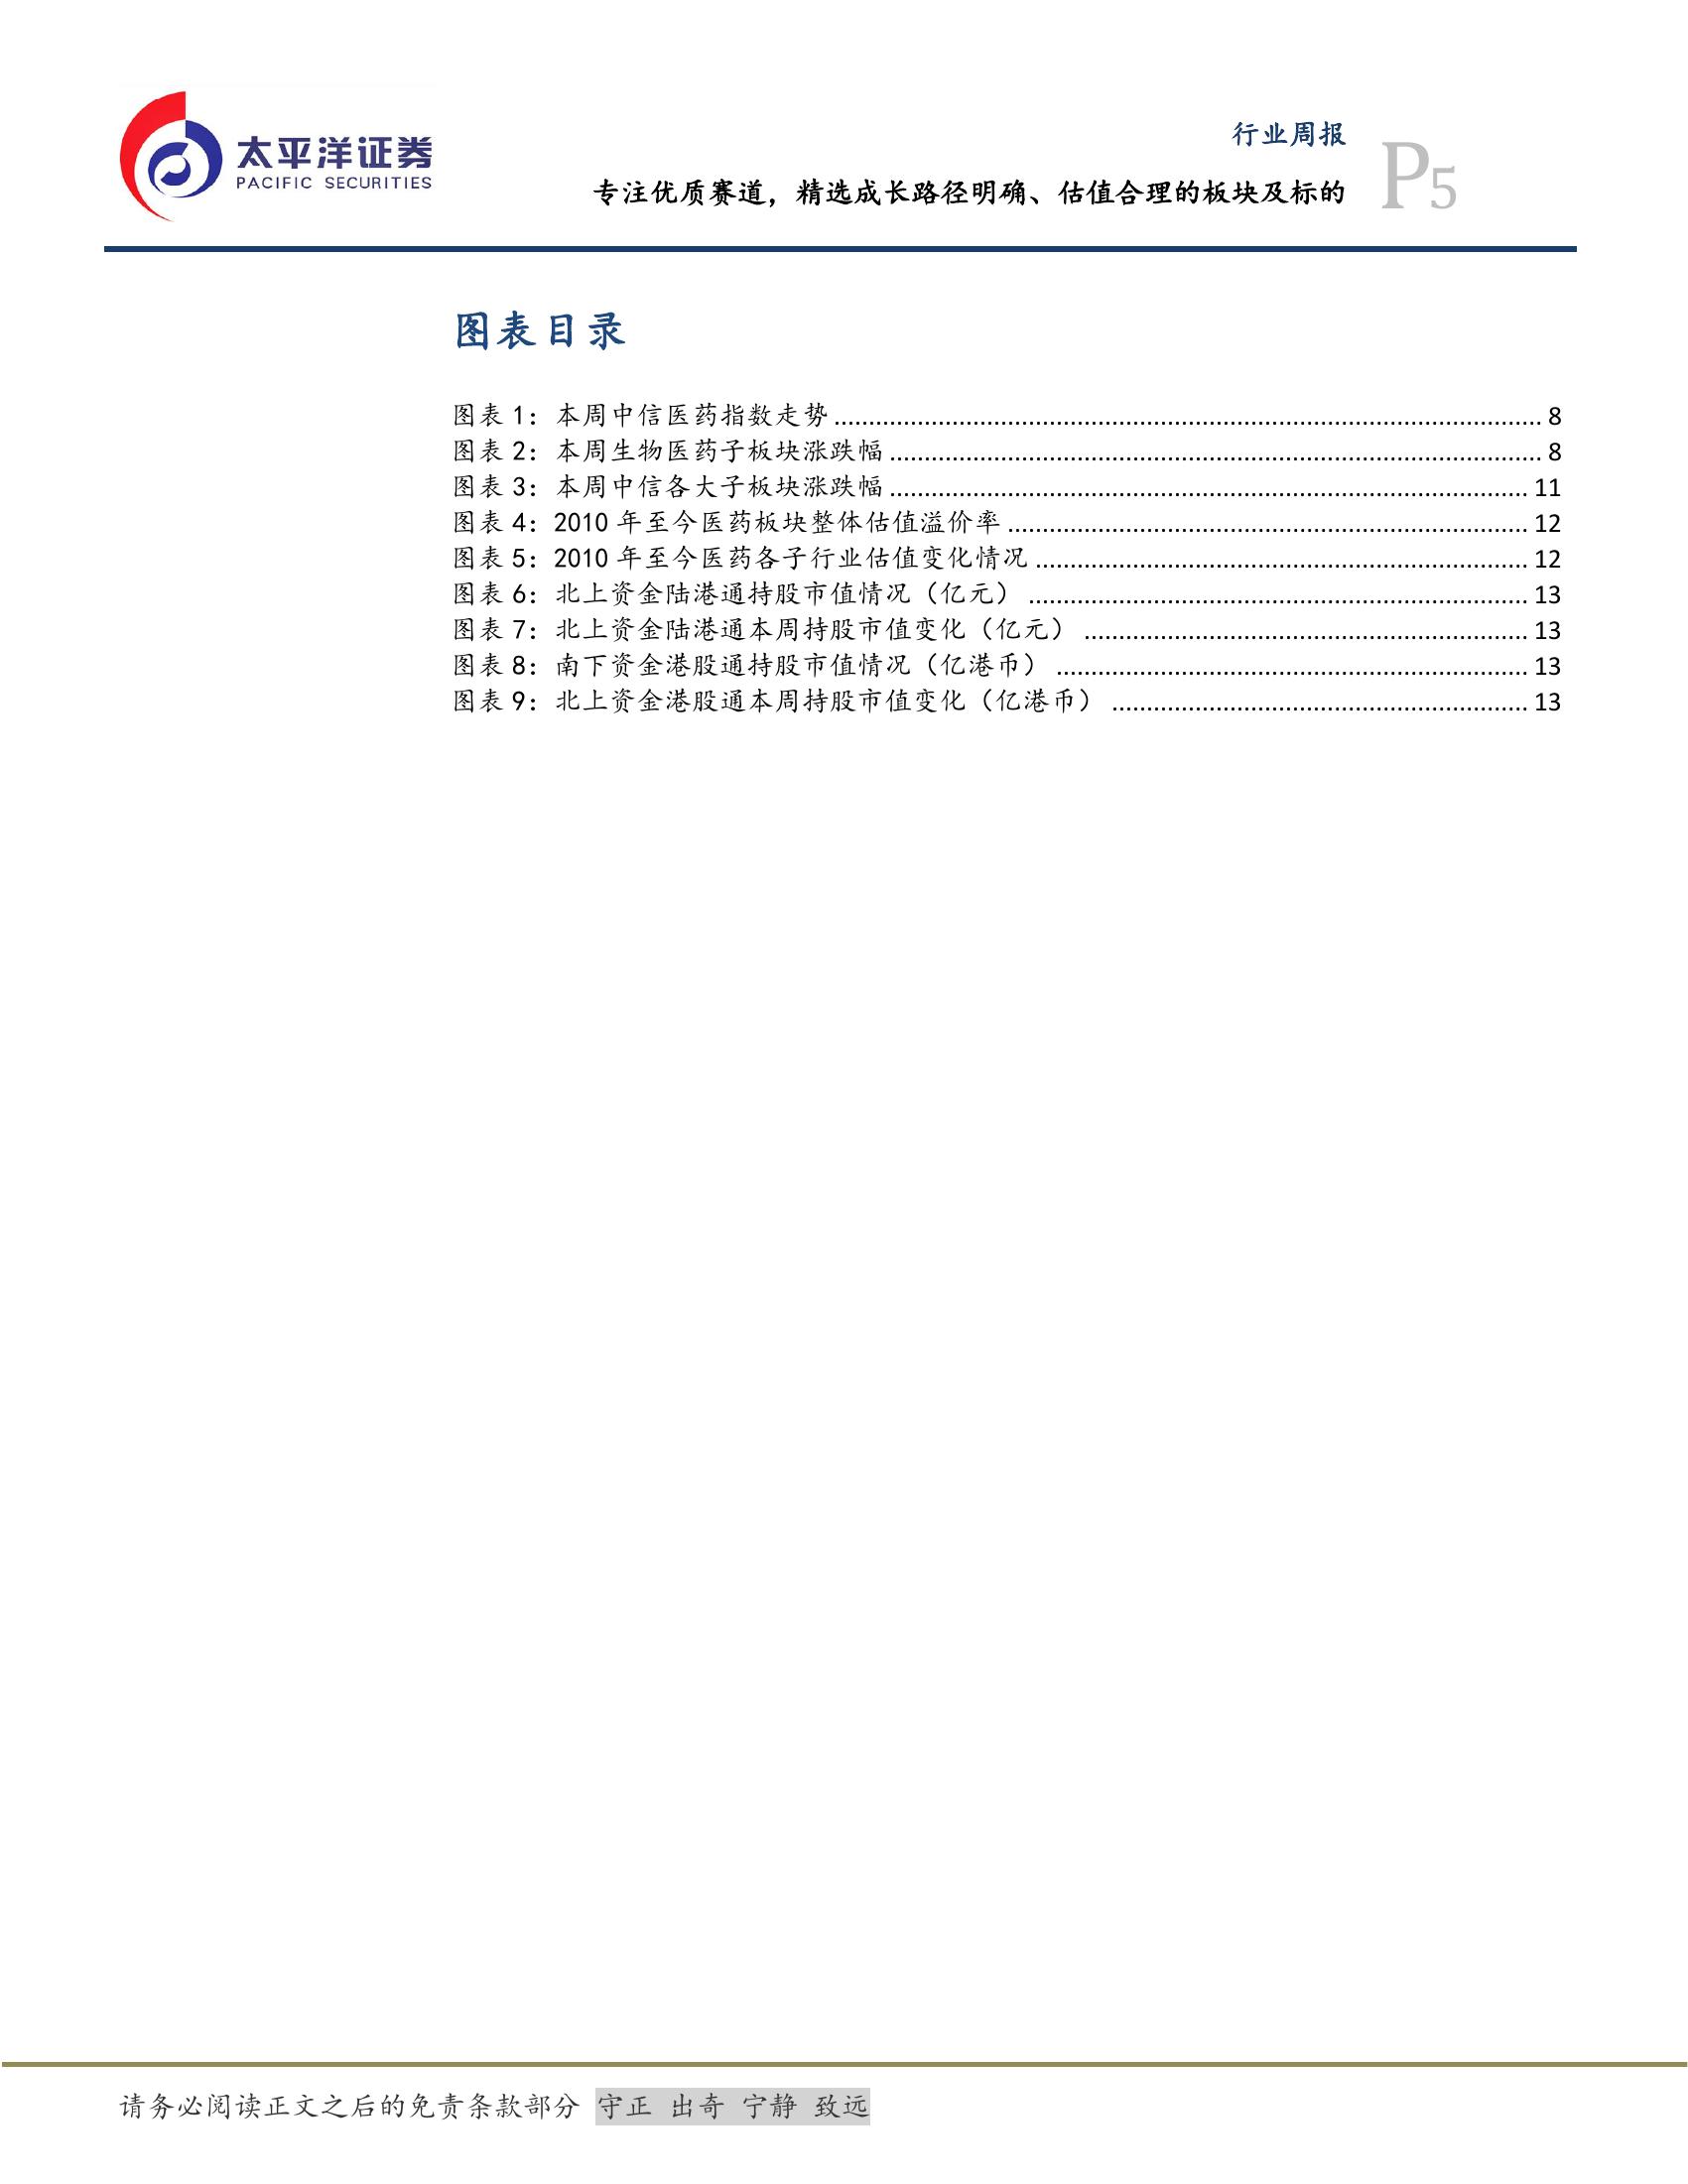 太平洋证券
PACIFIC SECURITIES
行业周报
专注优质赛道，精选成长路径明确、估值合理的板块及标的
P5
图表目录
图表 1：本周中信医药指数走势 8
图表 2：本周生物医药子板块涨跌幅 8
图表 3：本周中信各大子板块涨跌幅 11
图表 4：2010 年至今医药板块整体估值溢价率 12
图表 5：2010 年至今医药各子行业估值变化情况 12
图表 6：北上资金陆港通持股市值情况（亿元） 13
图表 7：北上资金陆港通本周持股市值变化（亿元） 13
图表 8：南下资金港股通持股市值情况（亿港币） 13
图表 9：北上资金港股通本周持股市值变化（亿港币） 13
请务必阅读正文之后的免责条款部分 守正 出奇 宁静 致远